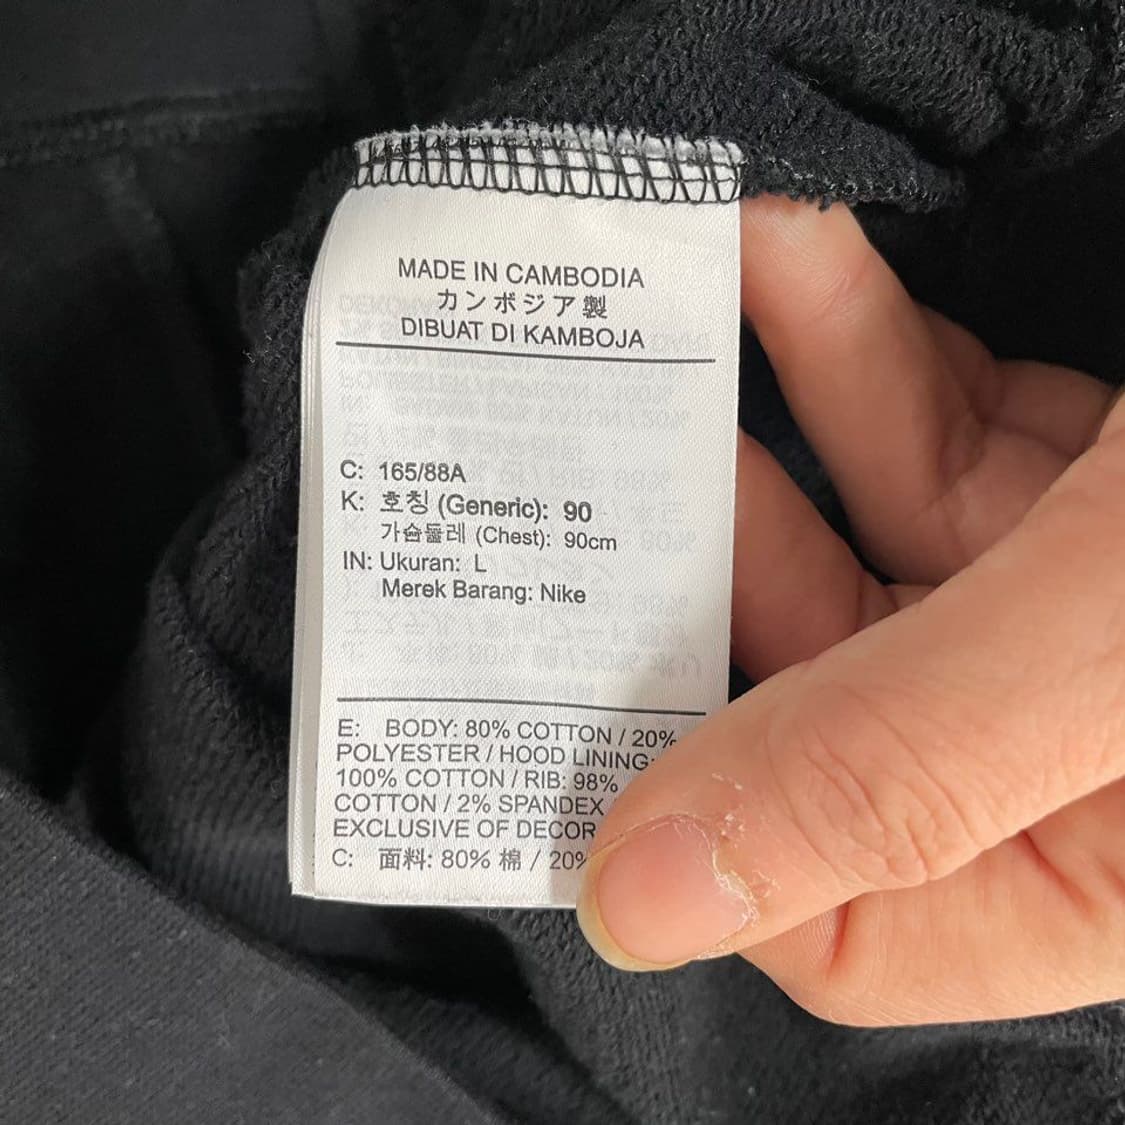 MADE IN CAMBODIA
カンボジア製
DIBUAT DI KAMBOJA
C: 165/88A
K: 호칭 (Generic): 90
가슴둘레 (Chest): 90cm
IN: Ukuran: L
Merek Barang: Nike
E: BODY: 80% COTTON / 20%
POLYESTER / HOOD LINING:
100% COTTON / RIB: 98%
COTTON / 2% SPANDEX
EXCLUSIVE OF DECOR
C: 面料: 80% 棉 / 20%